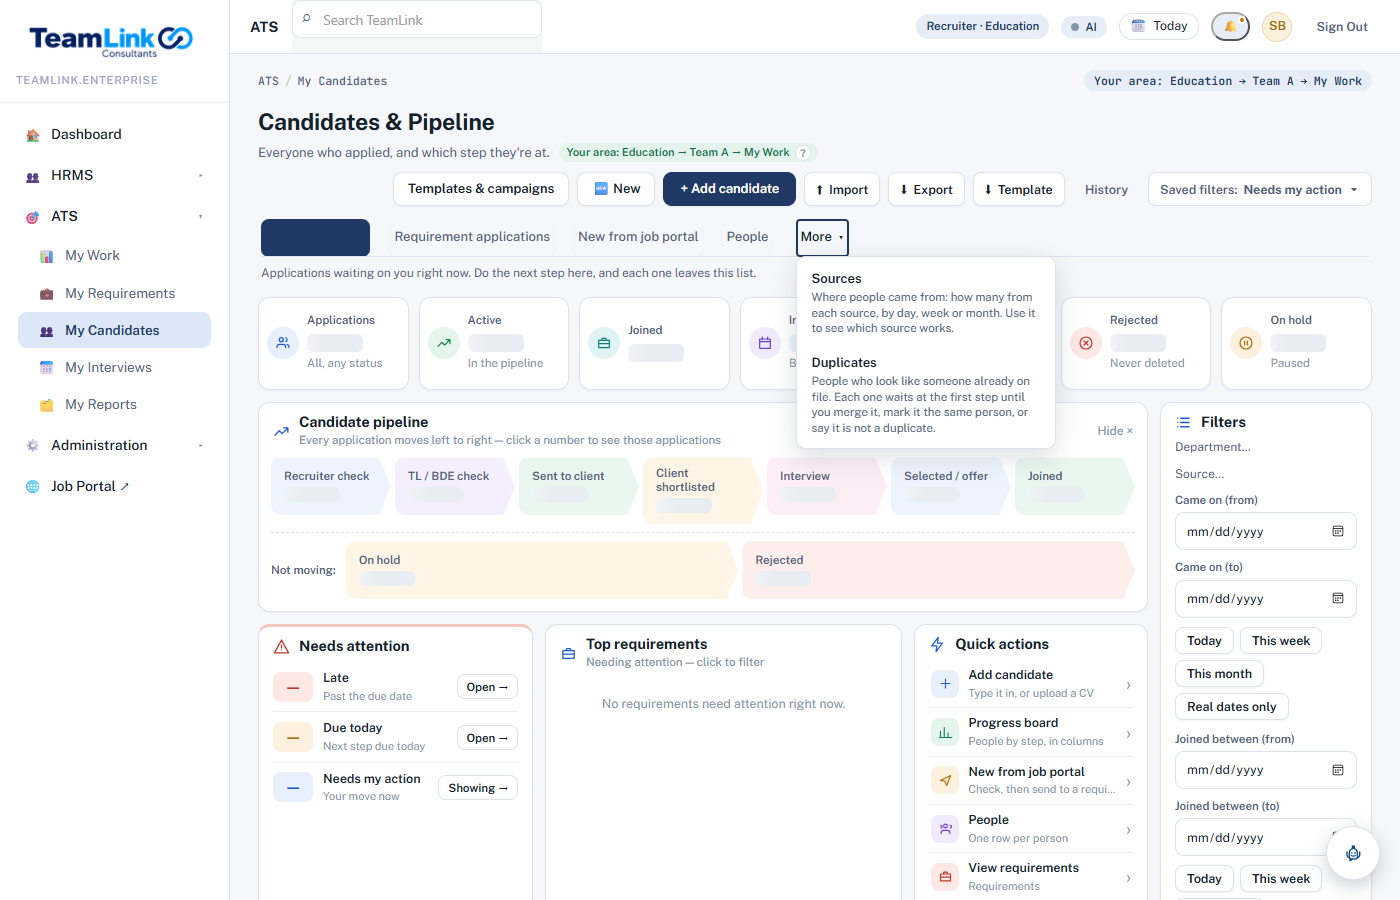 TeamLink
Consultants
TEAMLINK.ENTERPRISE
Dashboard
HRMS
ATS
My Work
My Requirements
My Candidates
My Interviews
My Reports
Administration
Job Portal ↗
ATS
Search TeamLink
Recruiter · Education
AI
Today
SB
Sign Out
ATS / My Candidates
Your area: Education → Team A → My Work
Candidates & Pipeline
Everyone who applied, and which step they're at.
Your area: Education → Team A → My Work ?
Templates & campaigns
NEW New
+ Add candidate
⬆ Import
⬇ Export
⬇ Template
History
Saved filters: Needs my action
Requirement applications
New from job portal
People
More
Applications waiting on you right now. Do the next step here, and each one leaves this list.
Sources
Where people came from: how many from
each source, by day, week or month. Use it
to see which source works.
Duplicates
People who look like someone already on
file. Each one waits at the first step until
you merge it, mark it the same person, or
say it is not a duplicate.
Applications
All, any status
Active
In the pipeline
Joined
Rejected
Never deleted
On hold
Paused
Candidate pipeline
Every application moves left to right — click a number to see those applications
Hide ×
Recruiter check
TL / BDE check
Sent to client
Client
shortlisted
Interview
Selected / offer
Joined
Not moving:
On hold
Rejected
Needs attention
— Late
Past the due date
Open →
— Due today
Next step due today
Open →
— Needs my action
Your move now
Showing →
Top requirements
Needing attention — click to filter
No requirements need attention right now.
Quick actions
Add candidate
Type it in, or upload a CV
Progress board
People by step, in columns
New from job portal
Check, then send to a requi...
People
One row per person
View requirements
Requirements
Filters
Department...
Source...
Came on (from)
mm/dd/yyyy
Came on (to)
mm/dd/yyyy
Today
This week
This month
Real dates only
Joined between (from)
mm/dd/yyyy
Joined between (to)
mm/dd/yyyy
Today
This week